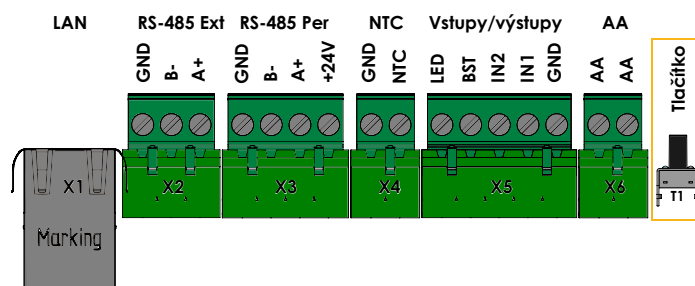 LAN RS-485 Ext RS-485 Per NTC Vstupy/výstupy AA
GND B- A+ GND B- A+ +24V GND NTC LED BST IN2 IN1 GND AA AA
Tlačítko
X1 X2 X3 X4 X5 X6 T1
Marking